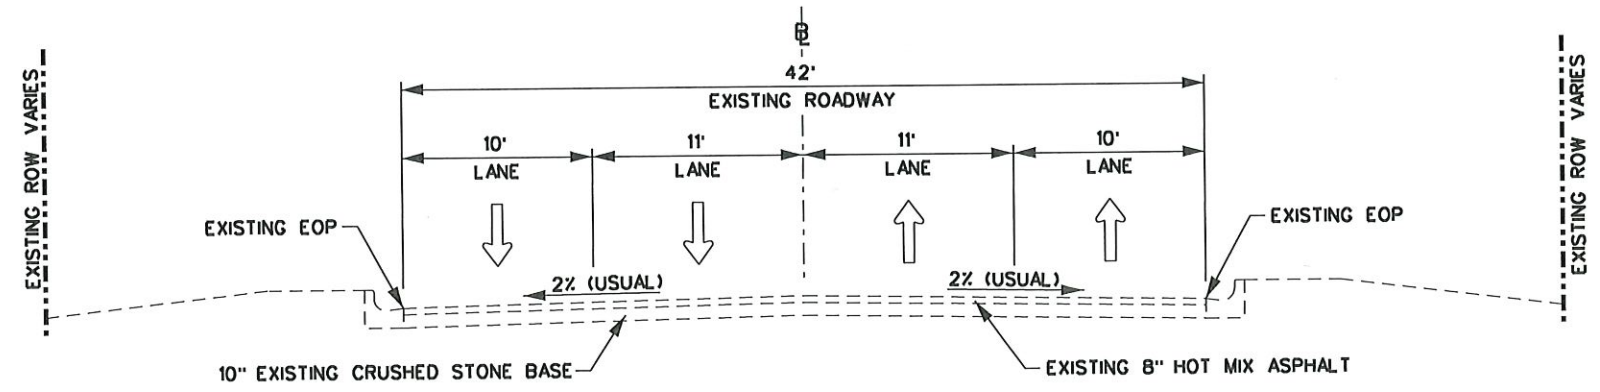 42'
EXISTING ROADWAY
10'
LANE
11'
LANE
11'
LANE
10'
LANE
EXISTING ROW VARIES
EXISTING ROW VARIES
EXISTING EOP
EXISTING EOP
2% (USUAL)
2% (USUAL)
10" EXISTING CRUSHED STONE BASE
EXISTING 8" HOT MIX ASPHALT